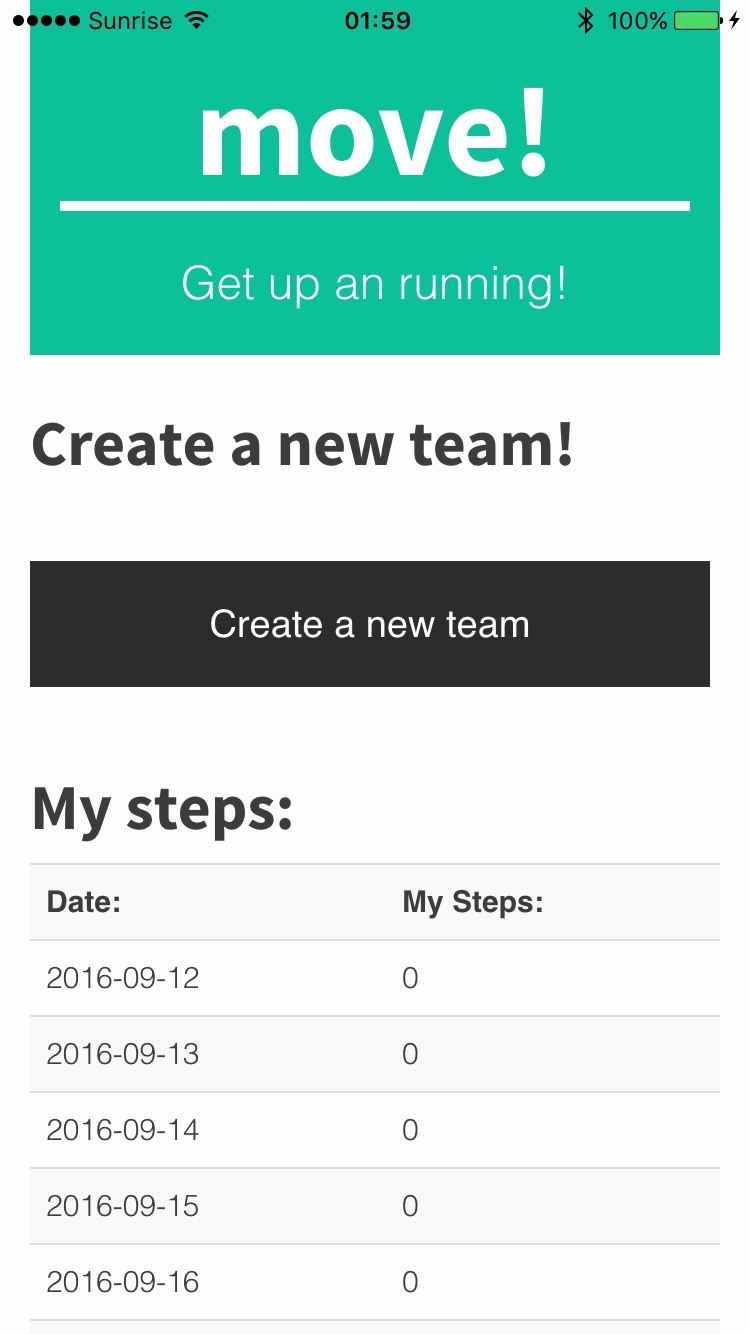 Sunrise 01:59 100%
move!
Get up an running!
Create a new team!
Create a new team
My steps:
Date: My Steps:
2016-09-12 0
2016-09-13 0
2016-09-14 0
2016-09-15 0
2016-09-16 0